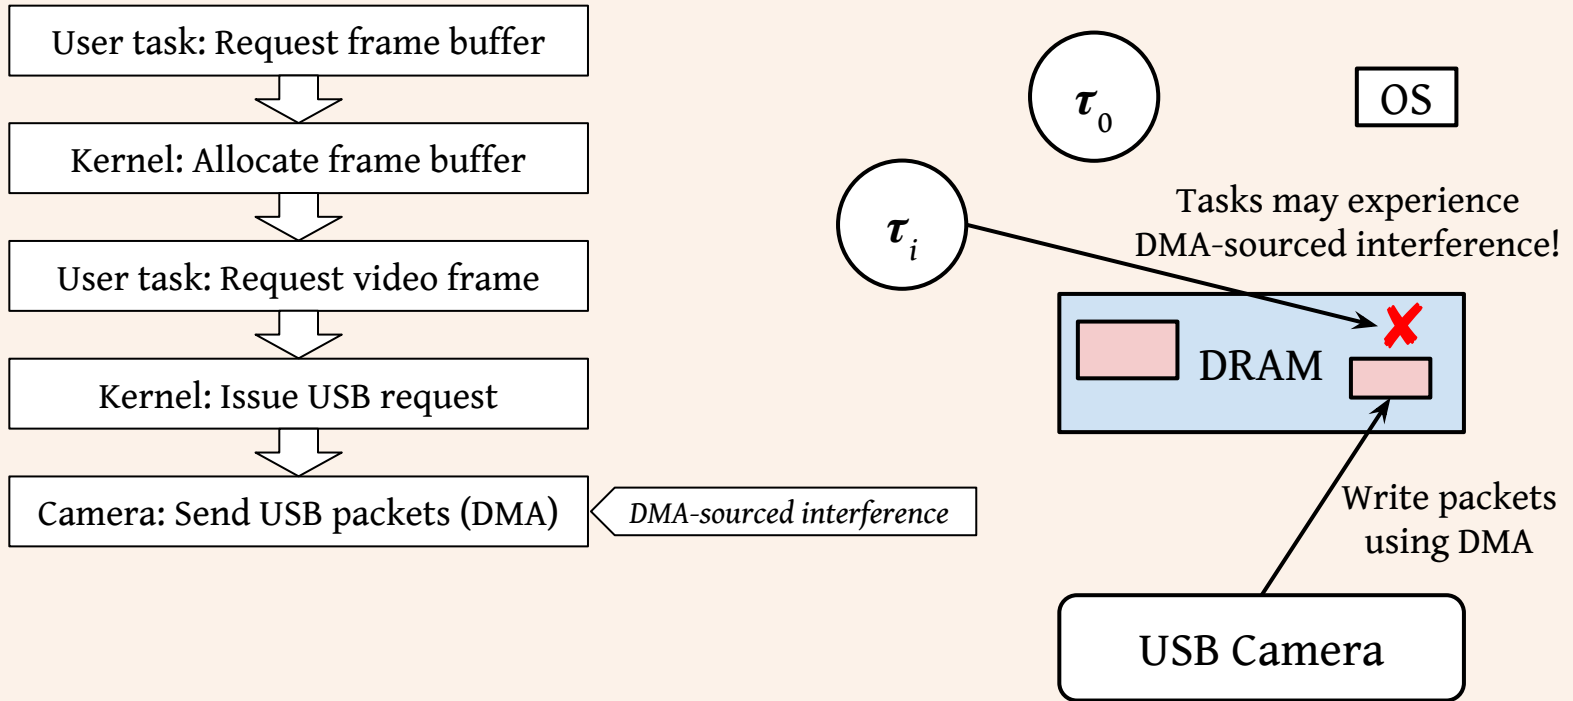 User task: Request frame buffer
Kernel: Allocate frame buffer
User task: Request video frame
Kernel: Issue USB request
Camera: Send USB packets (DMA)
DMA-sourced interference
τ0
OS
τi
Tasks may experience
DMA-sourced interference!
DRAM
Write packets
using DMA
USB Camera